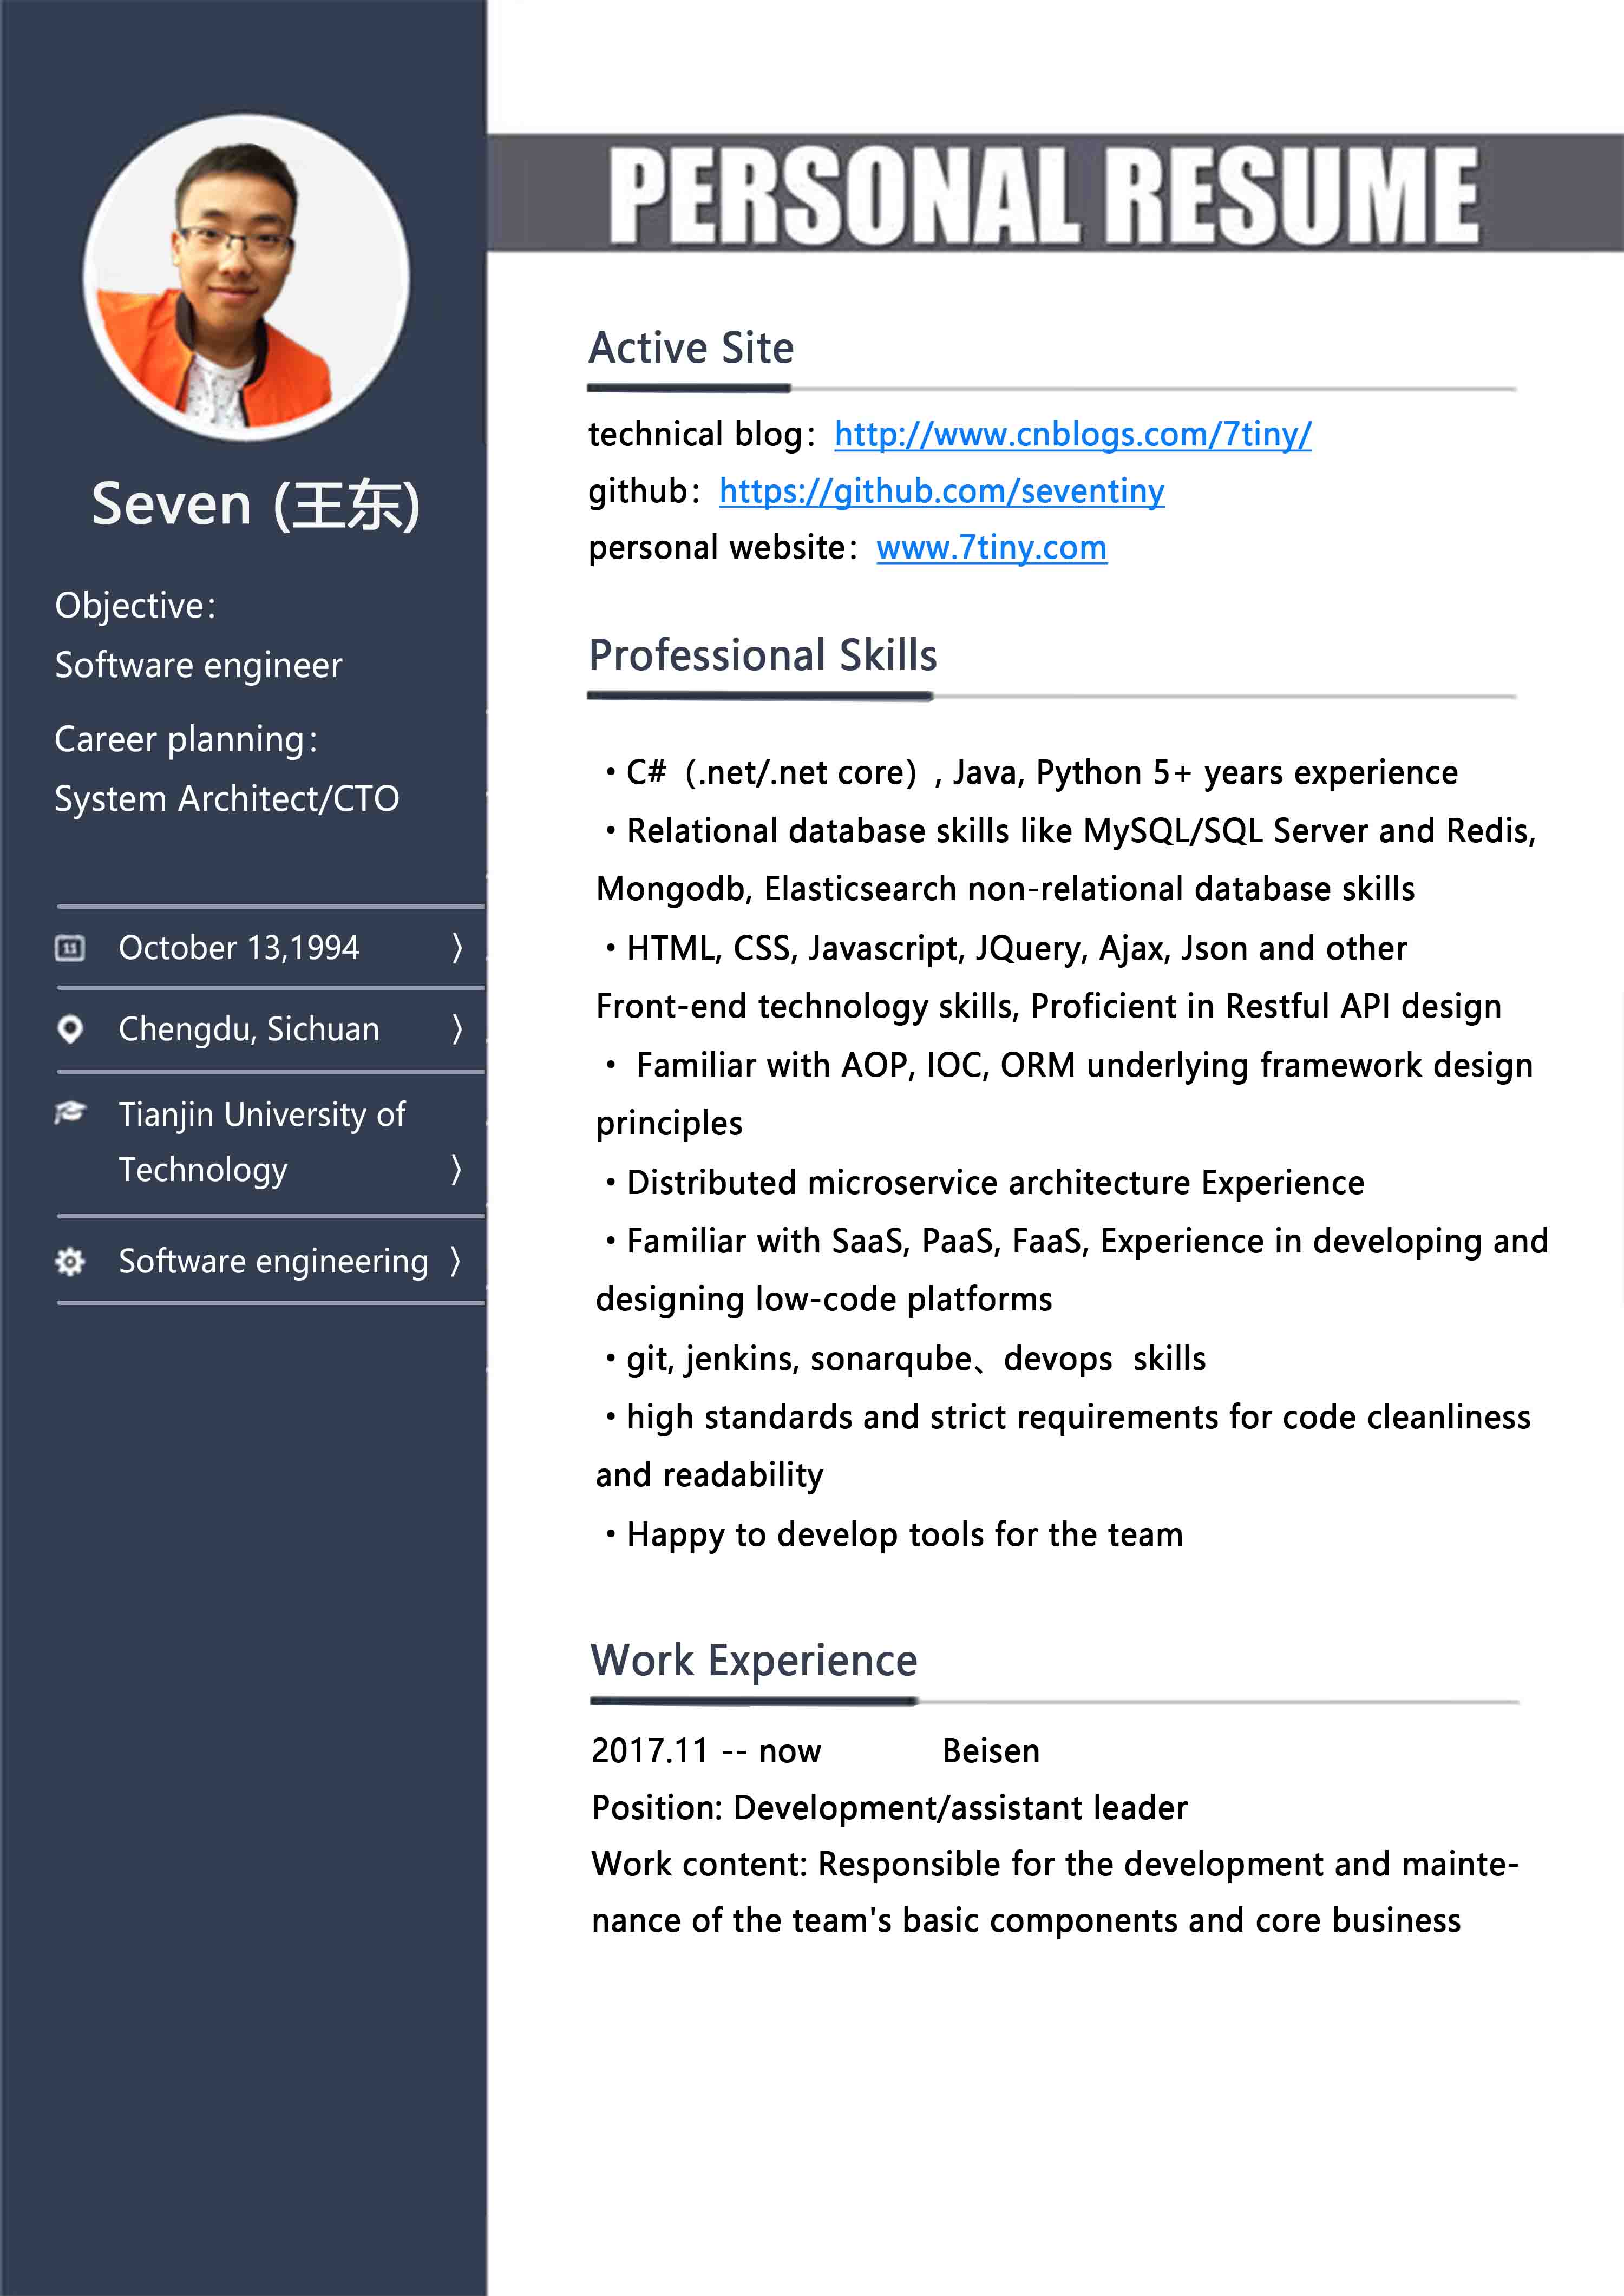 PERSONAL RESUME
Seven (王东)
Objective：
Software engineer
Career planning：
System Architect/CTO
11
October 13,1994 〉
Chengdu, Sichuan 〉
Tianjin University of
Technology 〉
Software engineering 〉
Active Site
technical blog：http://www.cnblogs.com/7tiny/
github：https://github.com/seventiny
personal website：www.7tiny.com
Professional Skills
・C#（.net/.net core）, Java, Python 5+ years experience
・Relational database skills like MySQL/SQL Server and Redis,
Mongodb, Elasticsearch non-relational database skills
・HTML, CSS, Javascript, JQuery, Ajax, Json and other
Front-end technology skills, Proficient in Restful API design
・ Familiar with AOP, IOC, ORM underlying framework design
principles
・Distributed microservice architecture Experience
・Familiar with SaaS, PaaS, FaaS, Experience in developing and
designing low-code platforms
・git, jenkins, sonarqube、devops  skills
・high standards and strict requirements for code cleanliness
and readability
・Happy to develop tools for the team
Work Experience
2017.11 -- now Beisen
Position: Development/assistant leader
Work content: Responsible for the development and mainte-
nance of the team's basic components and core business